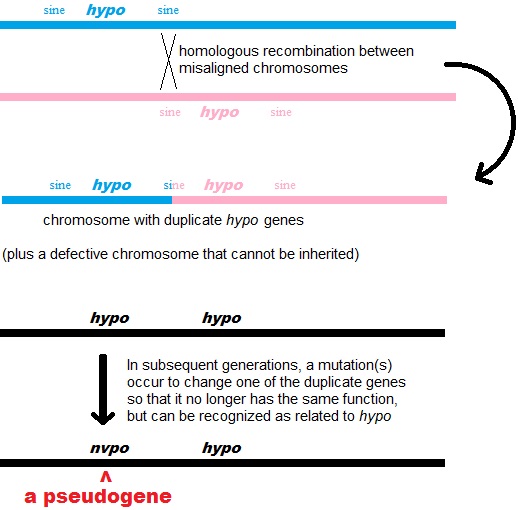 sine hypo sine
homologous recombination between
misaligned chromosomes
sine hypo sine
sine hypo sine hypo sine
chromosome with duplicate hypo genes
(plus a defective chromosome that cannot be inherited)
hypo hypo
In subsequent generations, a mutation(s)
occur to change one of the duplicate genes
so that it no longer has the same function,
but can be recognized as related to hypo
nvpo hypo
^
a pseudogene